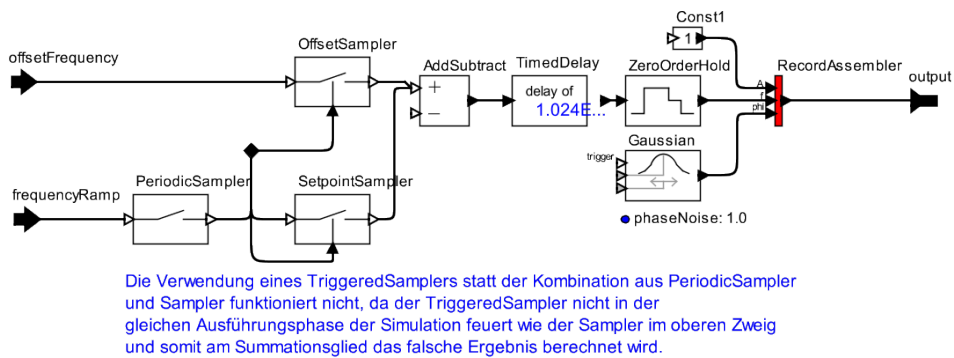 Const1
1
offsetFrequency
OffsetSampler
AddSubtract
TimedDelay
ZeroOrderHold
RecordAssembler
output
+
−
delay of
1.024E...
A
f
phi
Gaussian
trigger
frequencyRamp
PeriodicSampler
SetpointSampler
phaseNoise: 1.0
Die Verwendung eines TriggeredSamplers statt der Kombination aus PeriodicSampler
und Sampler funktioniert nicht, da der TriggeredSampler nicht in der
gleichen Ausführungsphase der Simulation feuert wie der Sampler im oberen Zweig
und somit am Summationsglied das falsche Ergebnis berechnet wird.